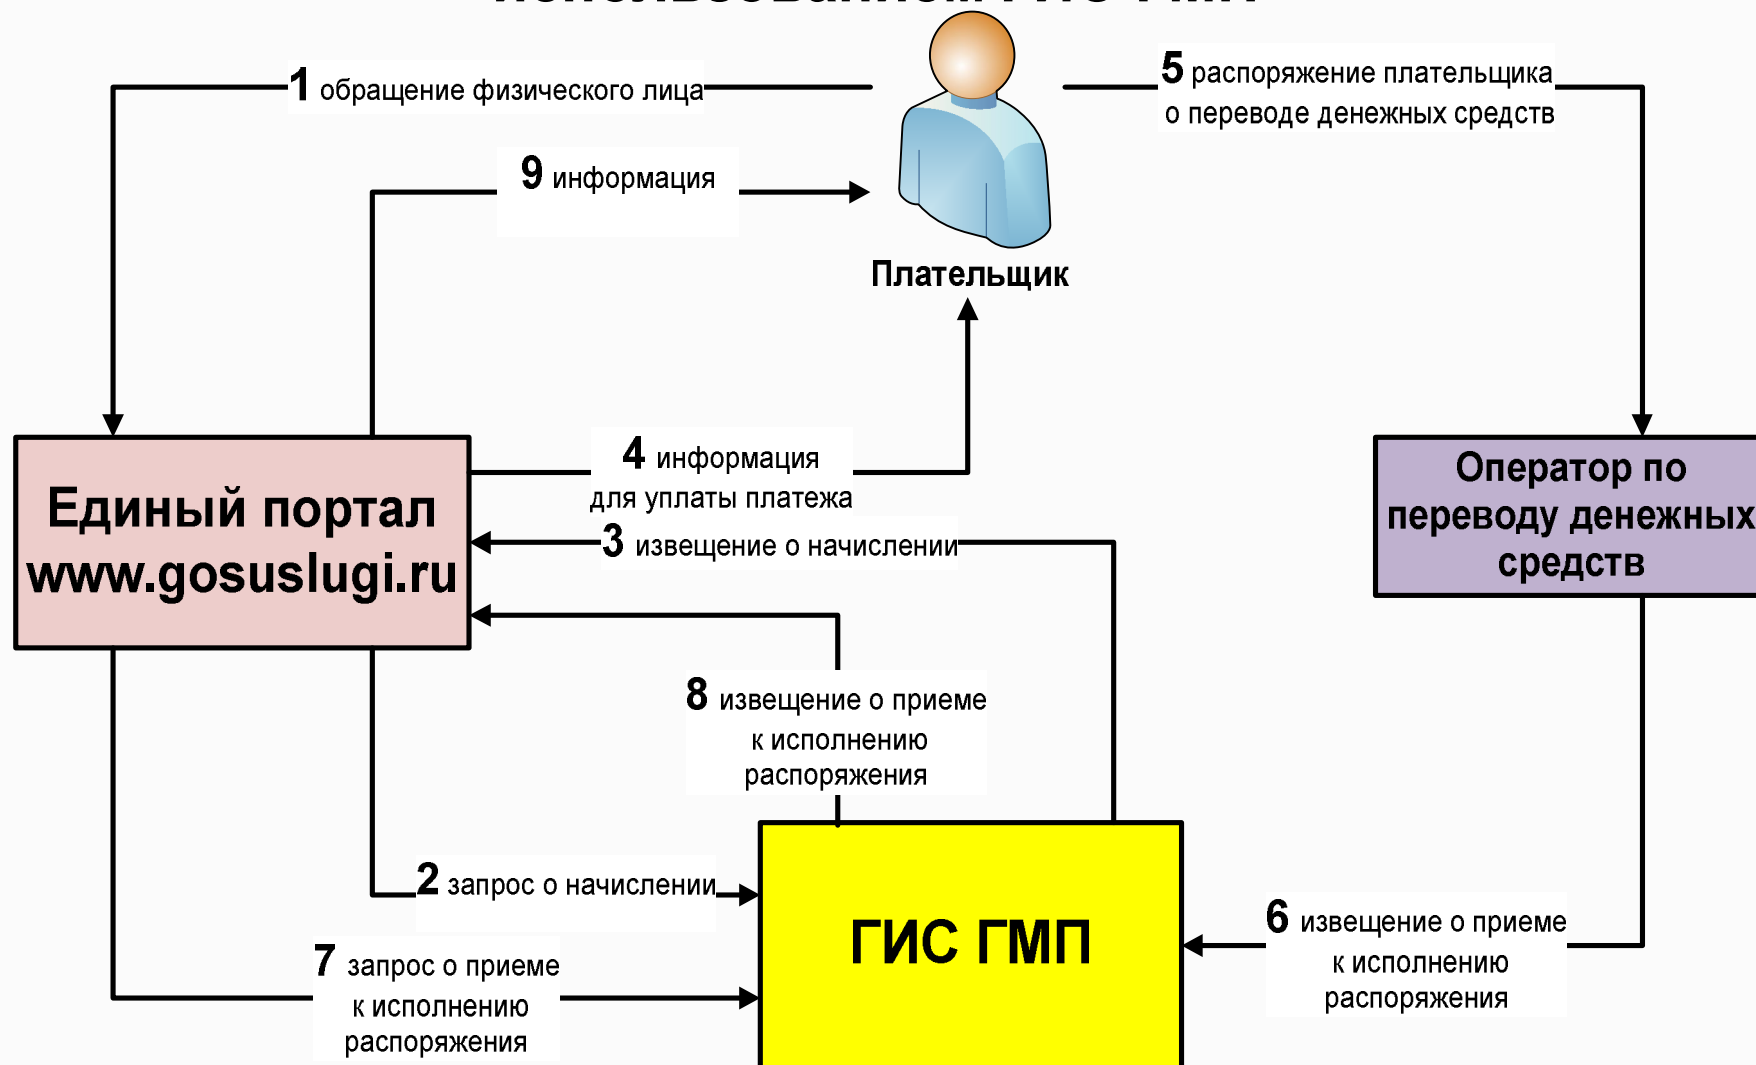 1 обращение физического лица
5 распоряжение плательщика
о переводе денежных средств
9 информация
Плательщик
4 информация
для уплаты платежа
Единый портал
www.gosuslugi.ru
3 извещение о начислении
Оператор по
переводу денежных
средств
8 извещение о приеме
к исполнению
распоряжения
2 запрос о начислении
ГИС ГМП
6 извещение о приеме
к исполнению
распоряжения
7 запрос о приеме
к исполнению
распоряжения